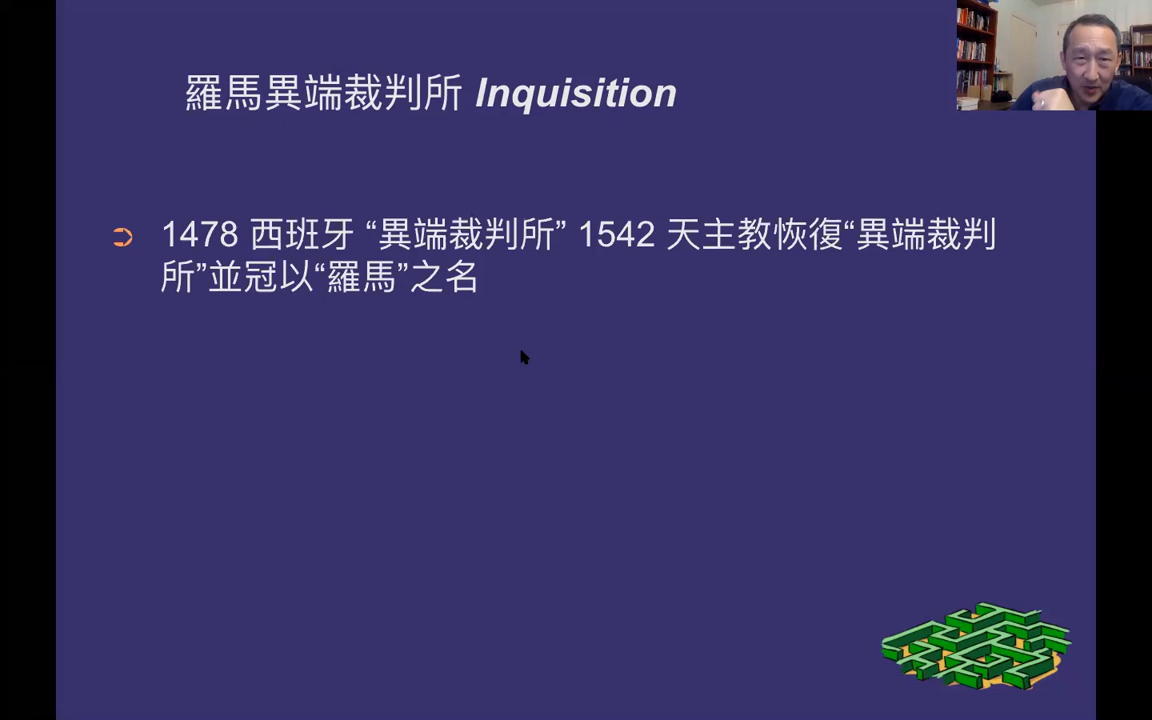 羅馬異端裁判所 Inquisition
1478 西班牙 “異端裁判所” 1542 天主教恢復“異端裁判
所”並冠以“羅馬”之名